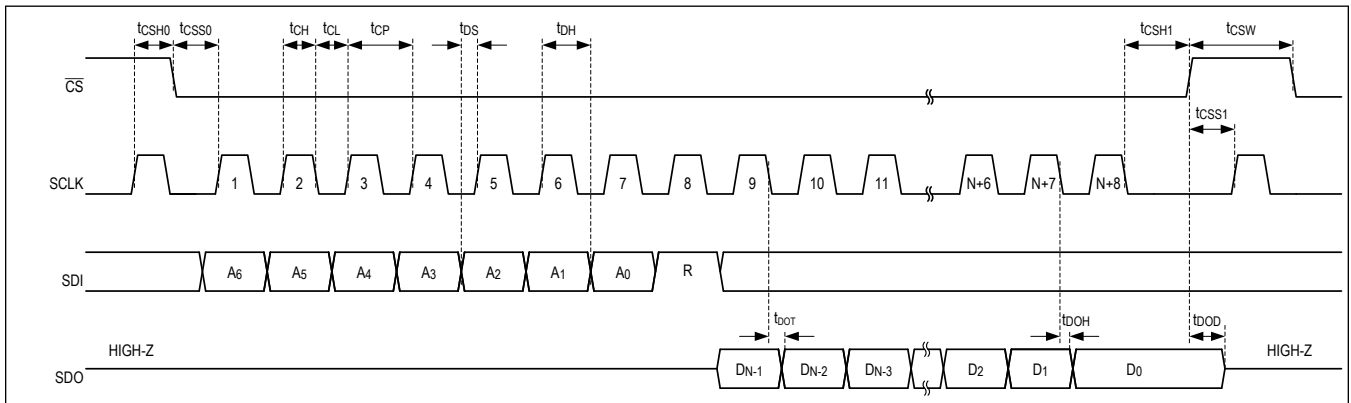 tCSH0 tCSS0 tCH tCL tCP tDS tDH tCSH1 tCSW
CS
tCSS1
SCLK 1 2 3 4 5 6 7 8 9 10 11 N+6 N+7 N+8
SDI A6 A5 A4 A3 A2 A1 A0 R
tDOT tDOH tDOD
HIGH-Z HIGH-Z
SDO DN-1 DN-2 DN-3 D2 D1 D0